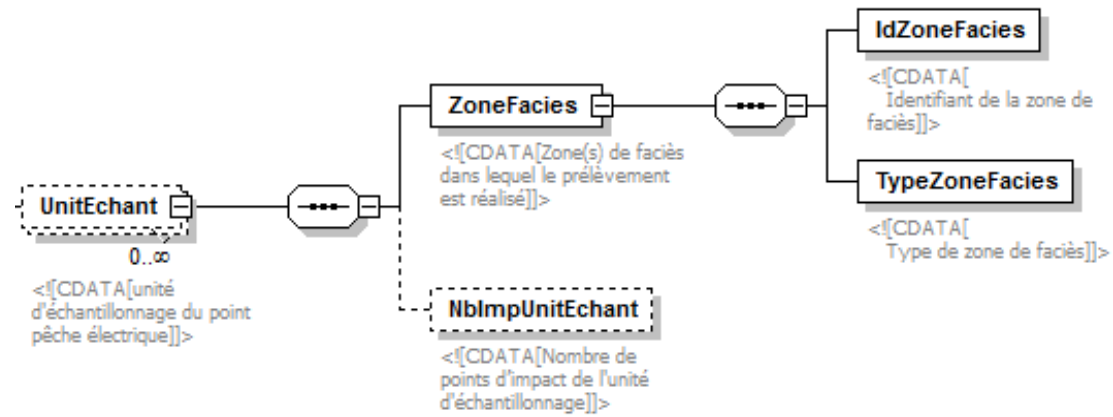 IdZoneFacies
<![CDATA[
Identifiant de la zone de
faciès]]>
ZoneFacies
<![CDATA[Zone(s) de faciès
dans lequel le prélèvement
est réalisé]]>
TypeZoneFacies
<![CDATA[
Type de zone de faciès]]>
UnitEchant
0..∞
<![CDATA[unité
d'échantillonnage du point
pêche électrique]]>
NbImpUnitEchant
<![CDATA[Nombre de
points d'impact de l'unité
d'échantillonnage]]>